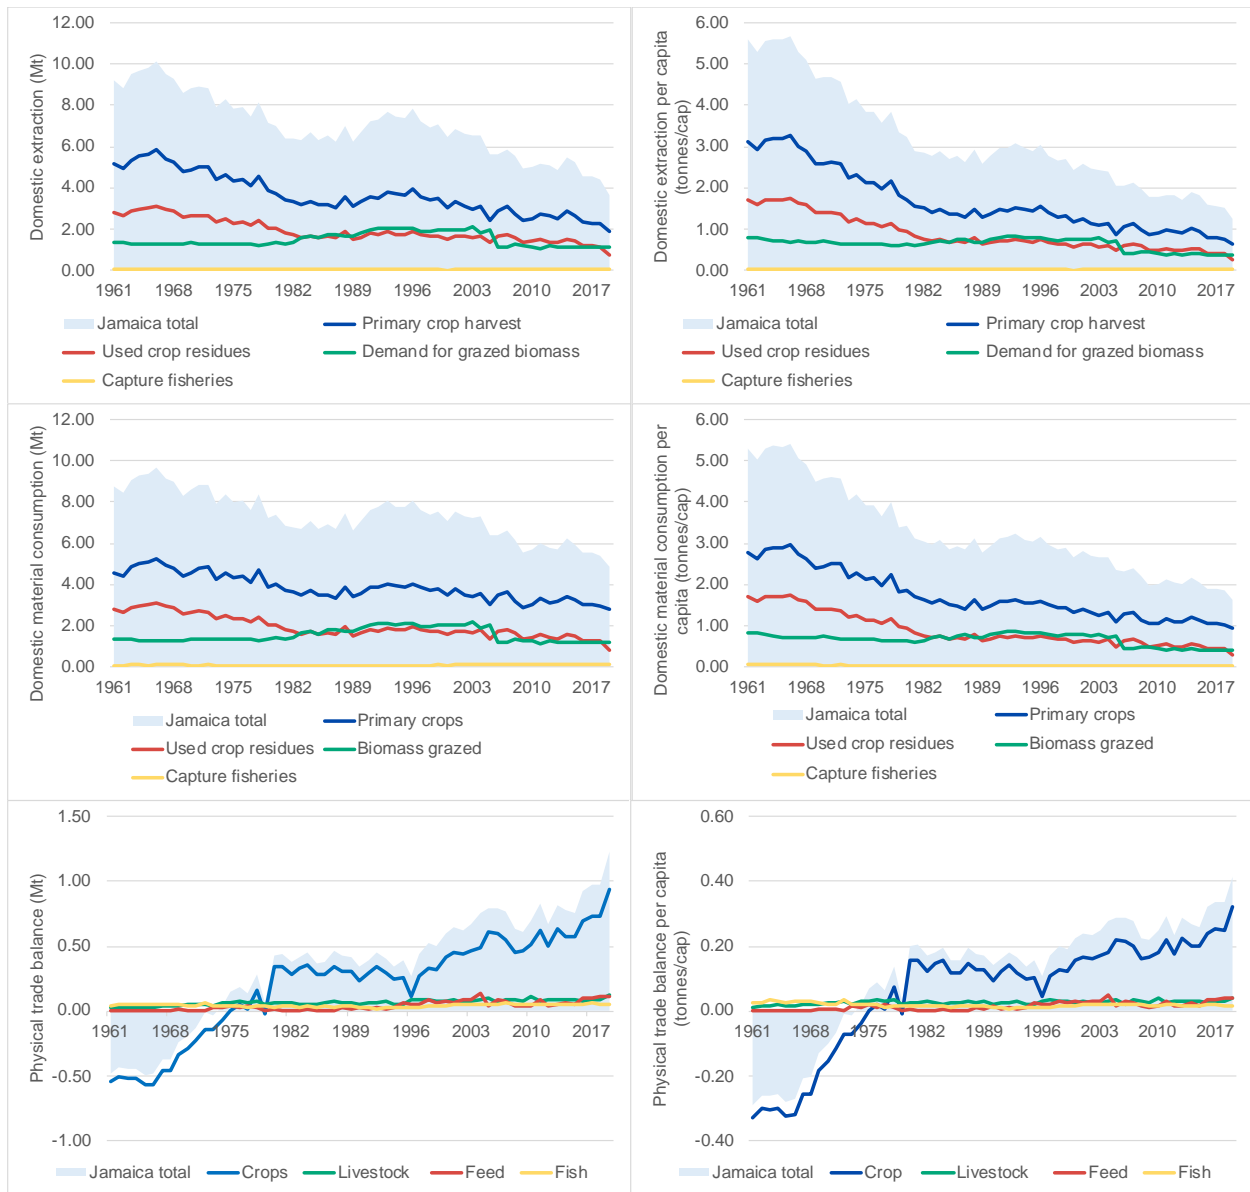 Domestic extraction (Mt)
12.00
10.00
8.00
6.00
4.00
2.00
0.00
1961 1968 1975 1982 1989 1996 2003 2010 2017
Jamaica total
Primary crop harvest
Used crop residues
Demand for grazed biomass
Capture fisheries
Domestic extraction per capita
(tonnes/cap)
6.00
5.00
4.00
3.00
2.00
1.00
0.00
1961 1968 1975 1982 1989 1996 2003 2010 2017
Jamaica total
Primary crop harvest
Used crop residues
Demand for grazed biomass
Capture fisheries
Domestic material consumption (Mt)
12.00
10.00
8.00
6.00
4.00
2.00
0.00
1961 1968 1975 1982 1989 1996 2003 2010 2017
Jamaica total
Primary crops
Used crop residues
Biomass grazed
Capture fisheries
Domestic material consumption per
capita (tonnes/cap)
6.00
5.00
4.00
3.00
2.00
1.00
0.00
1961 1968 1975 1982 1989 1996 2003 2010 2017
Jamaica total
Primary crops
Used crop residues
Biomass grazed
Capture fisheries
Physical trade balance (Mt)
1.50
1.00
0.50
0.00
-0.50
-1.00
1961 1968 1975 1982 1989 1996 2003 2010 2017
Jamaica total
Crops
Livestock
Feed
Fish
Physical trade balance per capita
(tonnes/cap)
0.60
0.40
0.20
0.00
-0.20
-0.40
1961 1968 1975 1982 1989 1996 2003 2010 2017
Jamaica total
Crop
Livestock
Feed
Fish